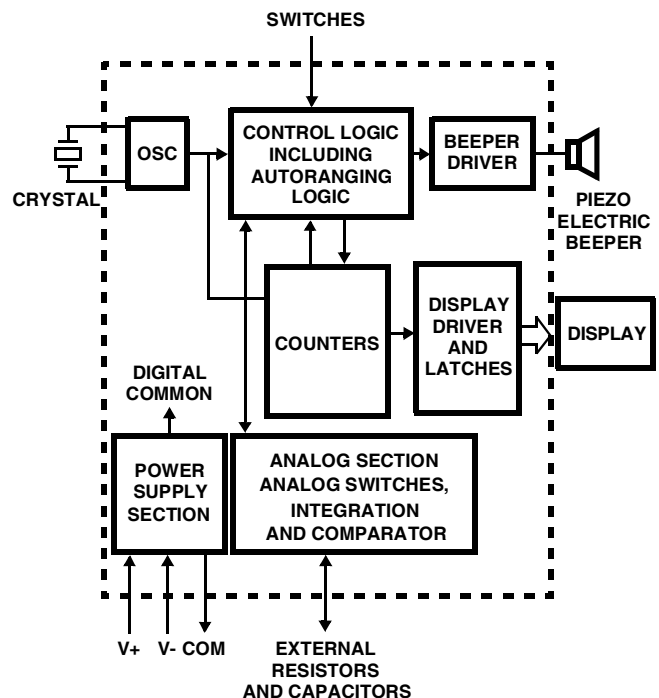 SWITCHES
CRYSTAL
OSC
CONTROL LOGIC
INCLUDING
AUTORANGING
LOGIC
BEEPER
DRIVER
PIEZO
ELECTRIC
BEEPER
COUNTERS
DISPLAY
DRIVER
AND
LATCHES
DISPLAY
DIGITAL
COMMON
POWER
SUPPLY
SECTION
ANALOG SECTION
ANALOG SWITCHES,
INTEGRATION
AND COMPARATOR
V+
V-
COM
EXTERNAL
RESISTORS
AND CAPACITORS